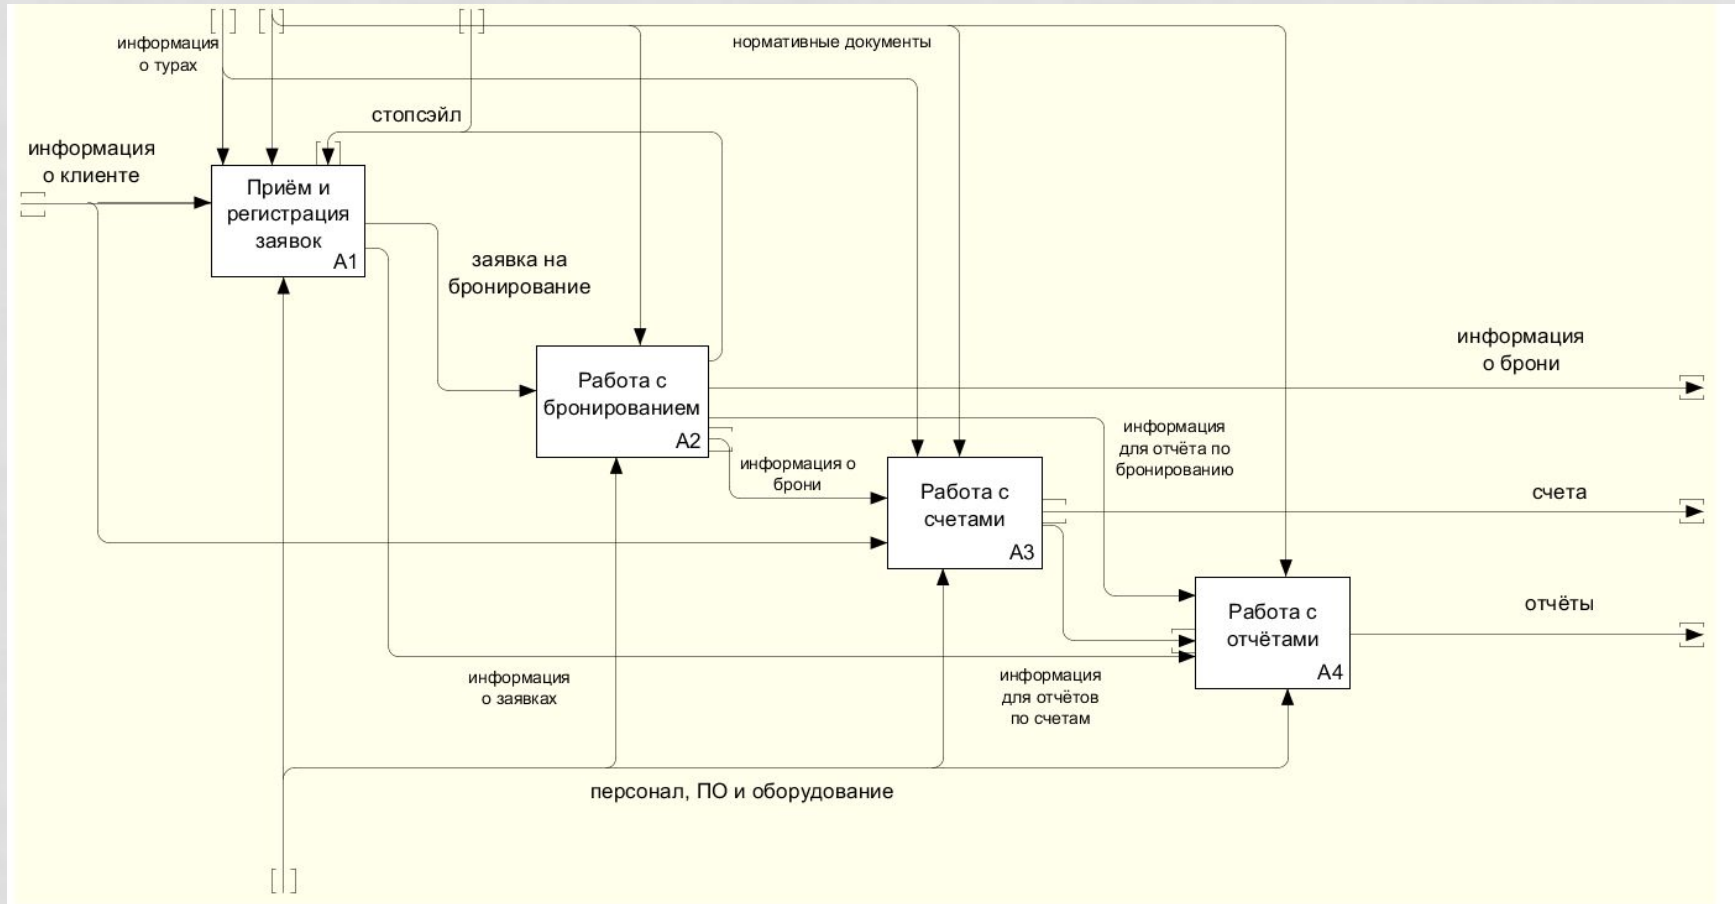 информация
о турах
нормативные документы
стопсэйл
информация
о клиенте
Приём и
регистрация
заявок
A1
заявка на
бронирование
информация
о брони
Работа с
бронированием
A2
информация
для отчёта по
бронированию
информация о
брони
Работа с
счетами
A3
счета
отчёты
Работа с
отчётами
A4
информация
о заявках
информация
для отчётов
по счетам
персонал, ПО и оборудование